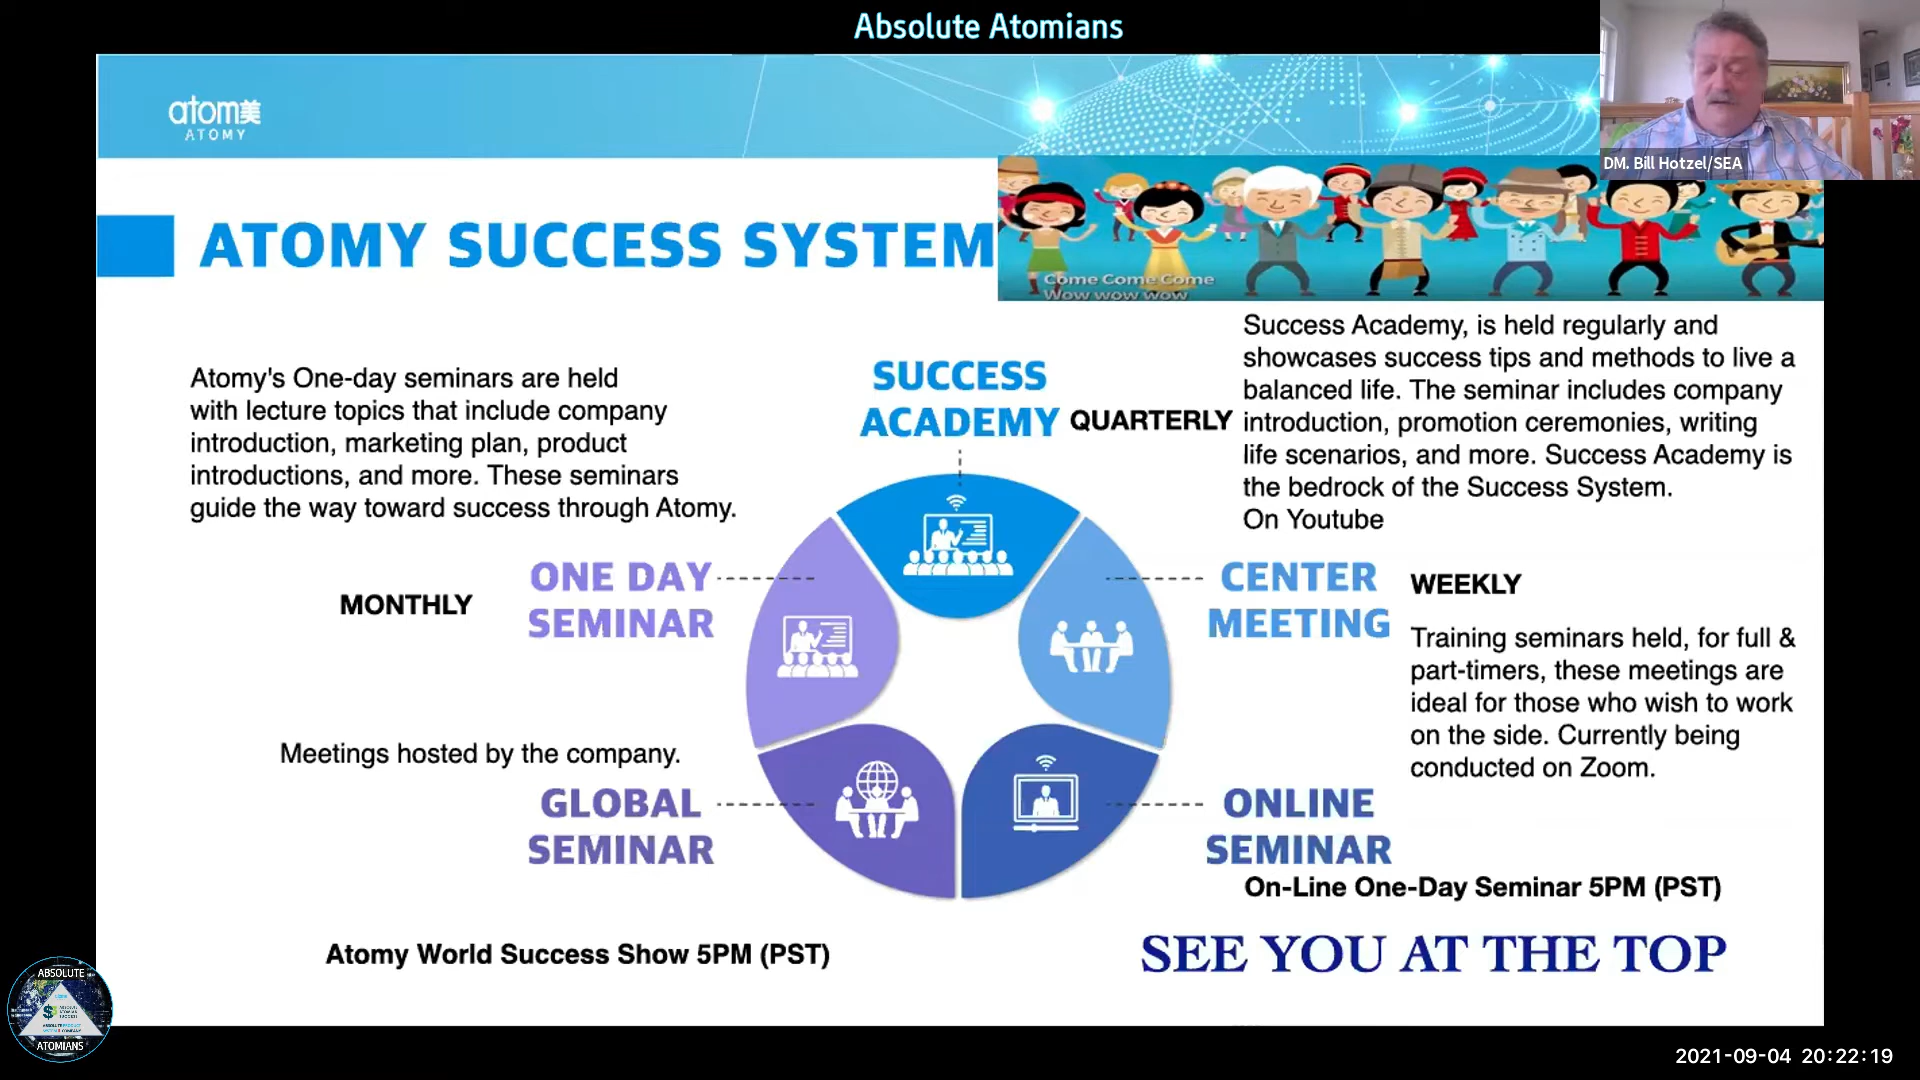 Absolute Atomians
atom美
ATOMY
DM. Bill Hotzel/SEA
ATOMY SUCCESS SYSTEM
Come Come Come
Wow wow wow
Atomy's One-day seminars are held
with lecture topics that include company
introduction, marketing plan, product
introductions, and more. These seminars
guide the way toward success through Atomy.
SUCCESS
ACADEMY
QUARTERLY
Success Academy, is held regularly and
showcases success tips and methods to live a
balanced life. The seminar includes company
introduction, promotion ceremonies, writing
life scenarios, and more. Success Academy is
the bedrock of the Success System.
On Youtube
MONTHLY
ONE DAY
SEMINAR
CENTER
MEETING
WEEKLY
Training seminars held, for full &
part-timers, these meetings are
ideal for those who wish to work
on the side. Currently being
conducted on Zoom.
Meetings hosted by the company.
GLOBAL
SEMINAR
ONLINE
SEMINAR
On-Line One-Day Seminar 5PM (PST)
Atomy World Success Show 5PM (PST)
SEE YOU AT THE TOP
ABSOLUTE
ATOMIANS
2021-09-04 20:22:19